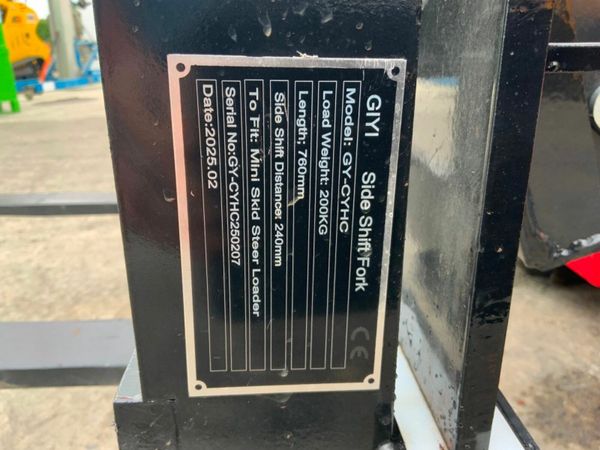 GIYI Side Shift Fork
Model: GY-CYHC
Load Weight: 200KG
Length; 760mm
Side Shift Distance: 240mm
To Fit: Mini Skid Steer Loader
Serial No:GY-CYHC250207
Date:2025.02
CE